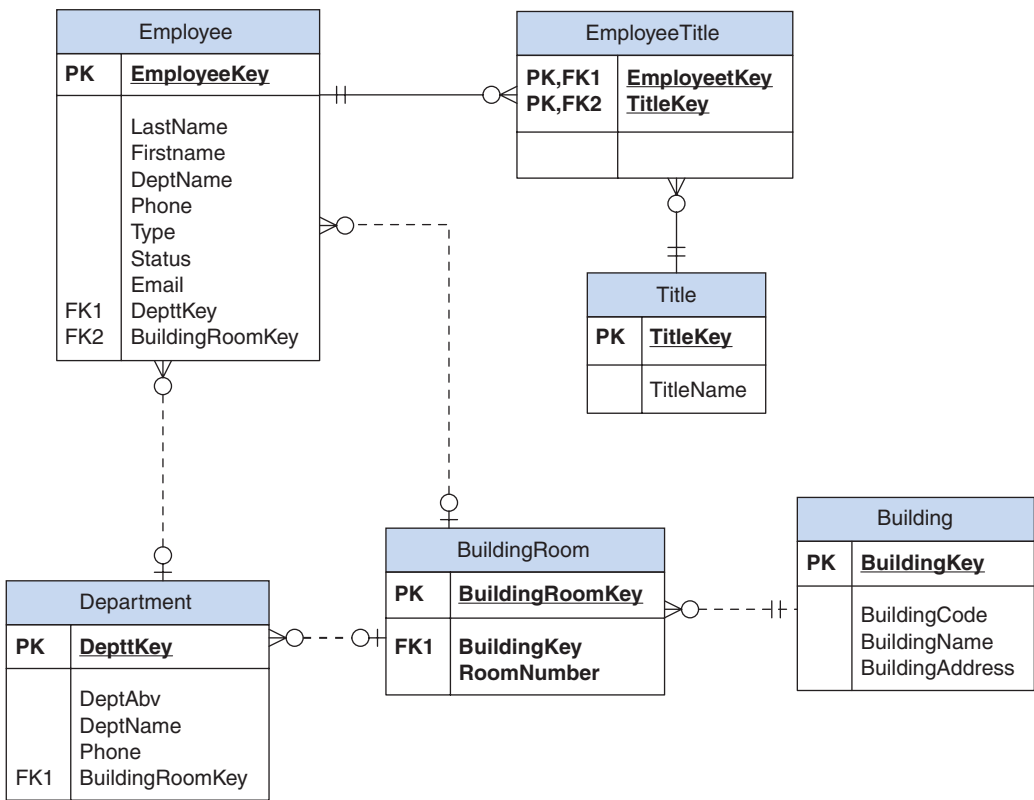 Employee
PK EmployeeKey
LastName
Firstname
DeptName
Phone
Type
Status
Email
FK1 DepttKey
FK2 BuildingRoomKey
EmployeeTitle
PK,FK1 EmployeetKey
PK,FK2 TitleKey
Title
PK TitleKey
TitleName
Department
PK DepttKey
DeptAbv
DeptName
Phone
FK1 BuildingRoomKey
BuildingRoom
PK BuildingRoomKey
FK1 BuildingKey
RoomNumber
Building
PK BuildingKey
BuildingCode
BuildingName
BuildingAddress